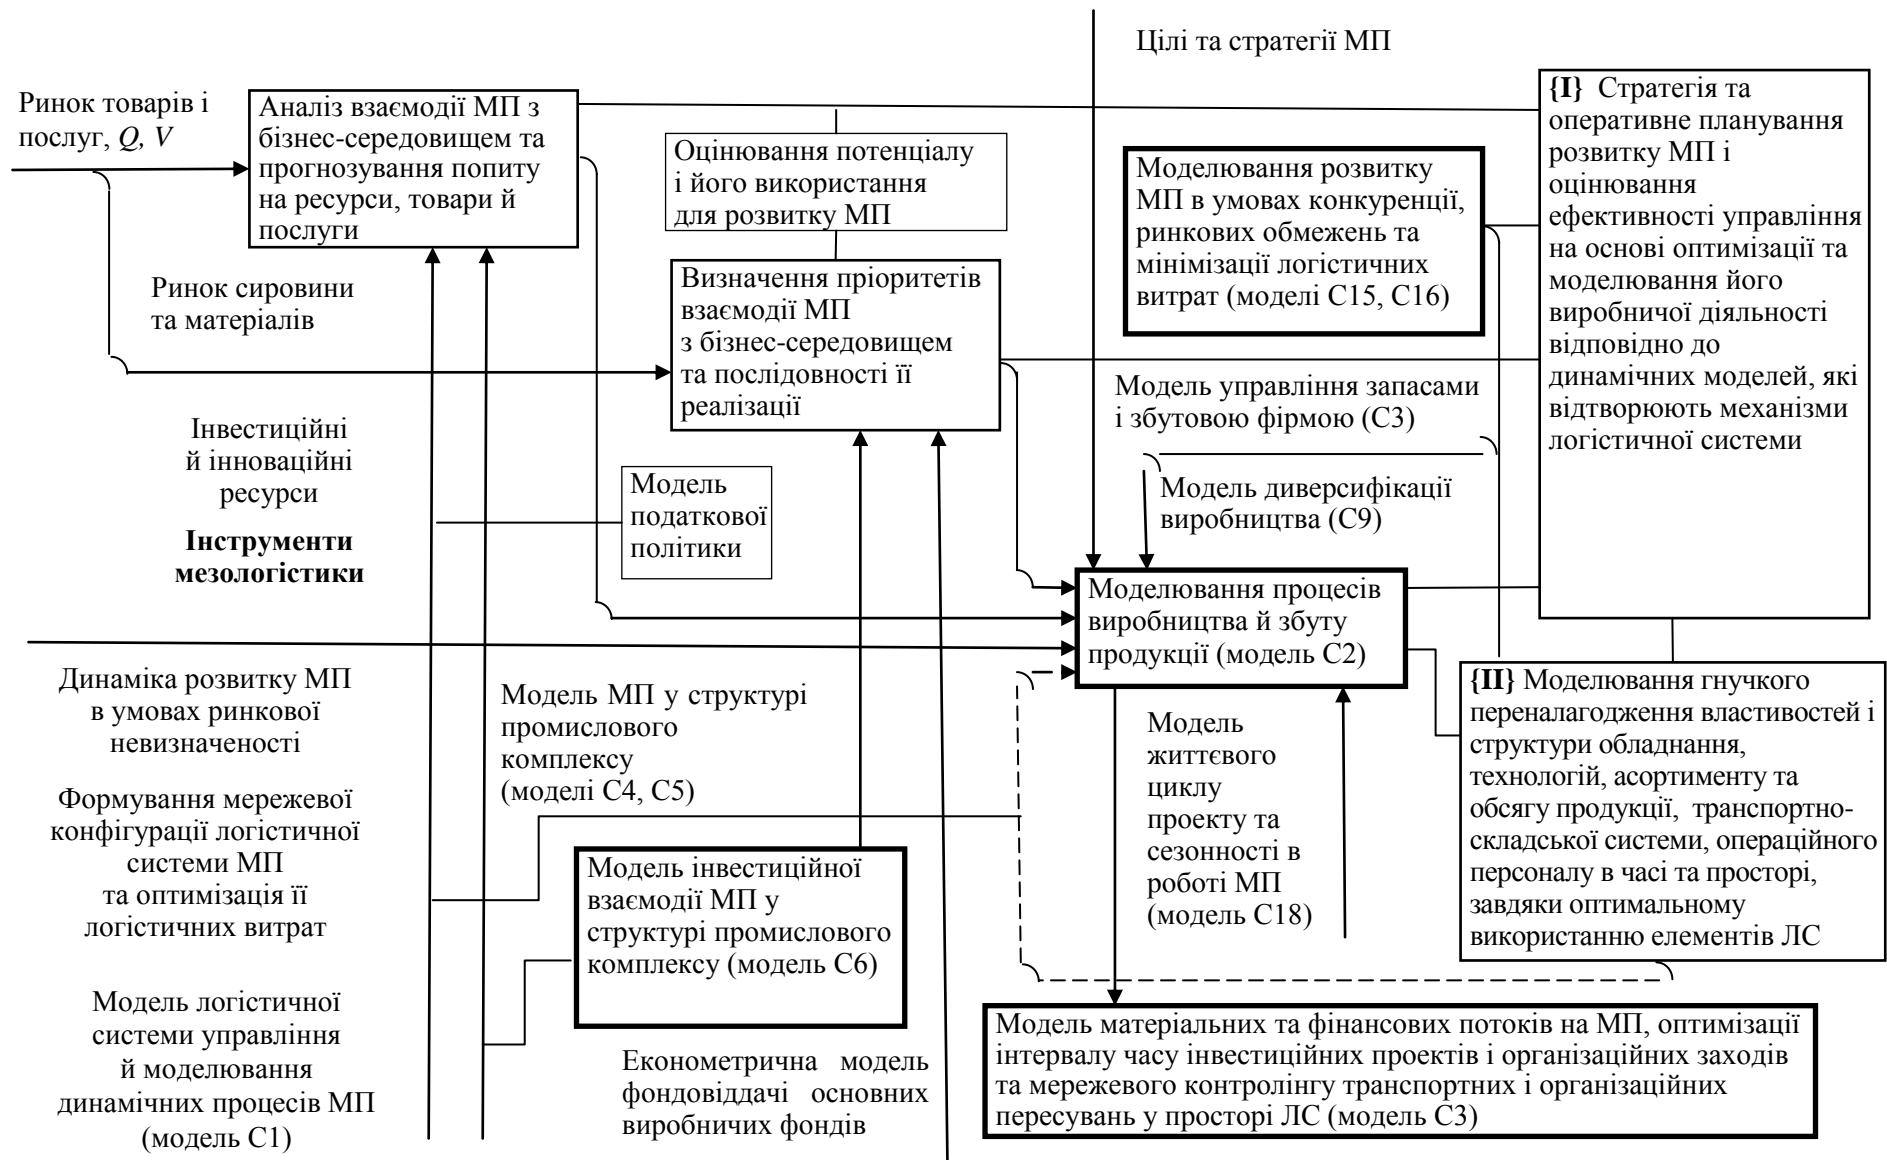 Цілі та стратегії МП
Ринок товарів і
послуг, Q, V
Аналіз взаємодії МП з
бізнес-середовищем та
прогнозування попиту
на ресурси, товари й
послуги
Оцінювання потенціалу
і його використання
для розвитку МП
Моделювання розвитку
МП в умовах конкуренції,
ринкових обмежень та
мінімізації логістичних
витрат (моделі С15, С16)
{I} Стратегія та
оперативне планування
розвитку МП і
оцінювання
ефективності управління
на основі оптимізації та
моделювання його
виробничої діяльності
відповідно до
динамічних моделей, які
відтворюють механізми
логістичної системи
Ринок сировини
та матеріалів
Визначення пріоритетів
взаємодії МП
з бізнес-середовищем
та послідовності її
реалізації
Модель управління запасами
і збутовою фірмою (С3)
Інвестиційні
й інноваційні
ресурси
Модель
податкової
політики
Модель диверсифікації
виробництва (С9)
Інструменти
мезологістики
Моделювання процесів
виробництва й збуту
продукції (модель С2)
Динаміка розвитку МП
в умовах ринкової
невизначеності
Модель МП у структурі
промислового
комплексу
(моделі С4, С5)
Модель
життєвого
циклу
проекту та
сезонності в
роботі МП
(модель С18)
{II} Моделювання гнучкого
переналагодження властивостей і
структури обладнання,
технологій, асортименту та
обсягу продукції, транспортно-
складської системи, операційного
персоналу в часі та просторі,
завдяки оптимальному
використанню елементів ЛС
Формування мережевої
конфігурації логістичної
системи МП
та оптимізація її
логістичних витрат
Модель інвестиційної
взаємодії МП у
структурі промислового
комплексу (модель С6)
Модель логістичної
системи управління
й моделювання
динамічних процесів МП
(модель С1)
Економетрична модель
фондовіддачі основних
виробничих фондів
Модель матеріальних та фінансових потоків на МП, оптимізації
інтервалу часу інвестиційних проектів і організаційних заходів
та мережевого контролінгу транспортних і організаційних
пересувань у просторі ЛС (модель С3)